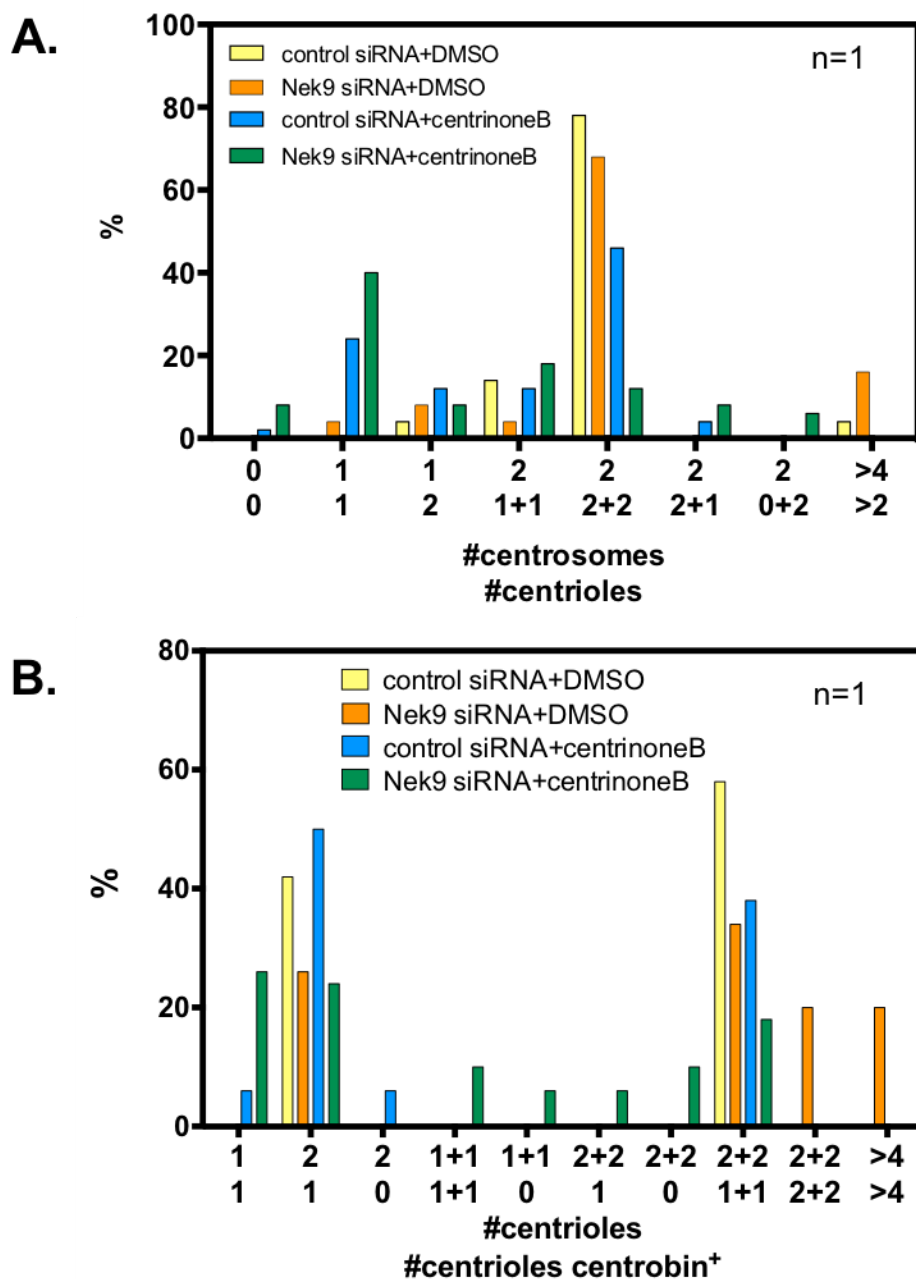 A.
100
80
60
40
20
0
%
control siRNA+DMSO
Nek9 siRNA+DMSO
control siRNA+centrinoneB
Nek9 siRNA+centrinoneB
n=1
0 1 1 2 2 2 2 >4
0 1 2 1+1 2+2 2+1 0+2 >2
#centrosomes
#centrioles
B.
80
60
40
20
0
%
control siRNA+DMSO
Nek9 siRNA+DMSO
control siRNA+centrinoneB
Nek9 siRNA+centrinoneB
n=1
1 2 2 1+1 1+1 2+2 2+2 2+2 2+2 >4
1 1 0 1+1 0 1 0 1+1 2+2 >4
#centrioles
#centrioles centrobin⁺